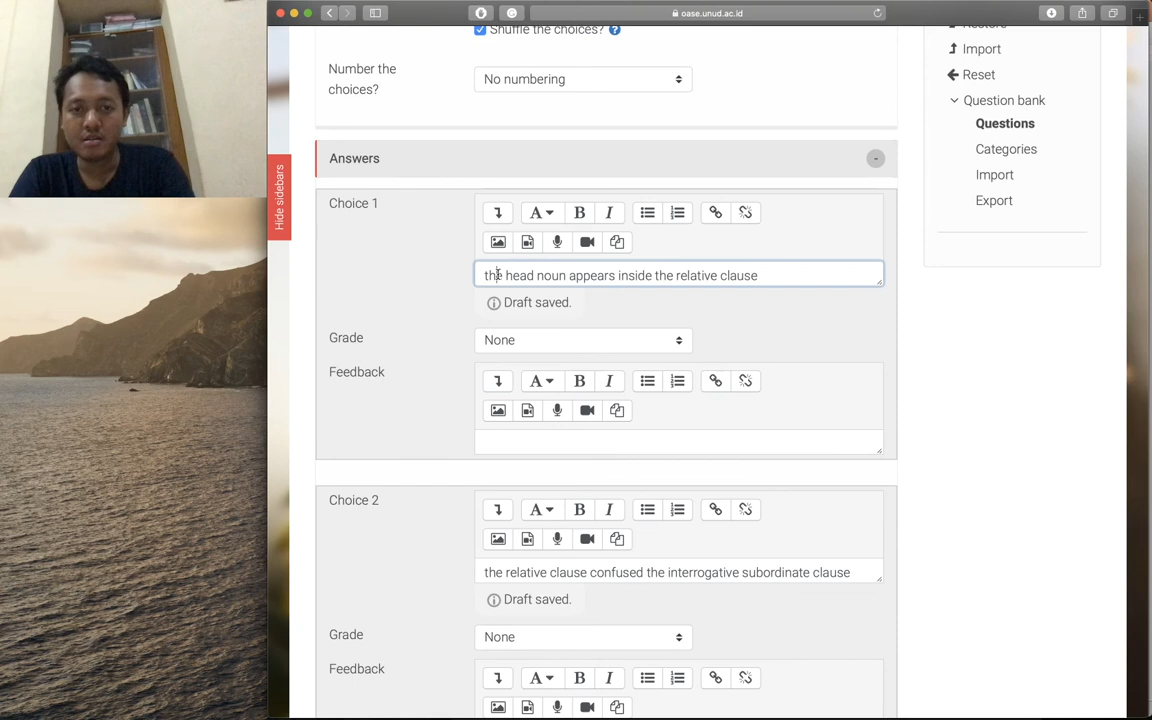 oase.unud.ac.id
Shuffle the choices?
Number the
choices?
No numbering
Hide sidebars
Answers
Choice 1
A B I
the head noun appears inside the relative clause
Draft saved.
Grade
None
Feedback
A B I
Choice 2
A B I
the relative clause confused the interrogative subordinate clause
Draft saved.
Grade
None
Feedback
A B I
Restore
Import
Reset
Question bank
Questions
Categories
Import
Export